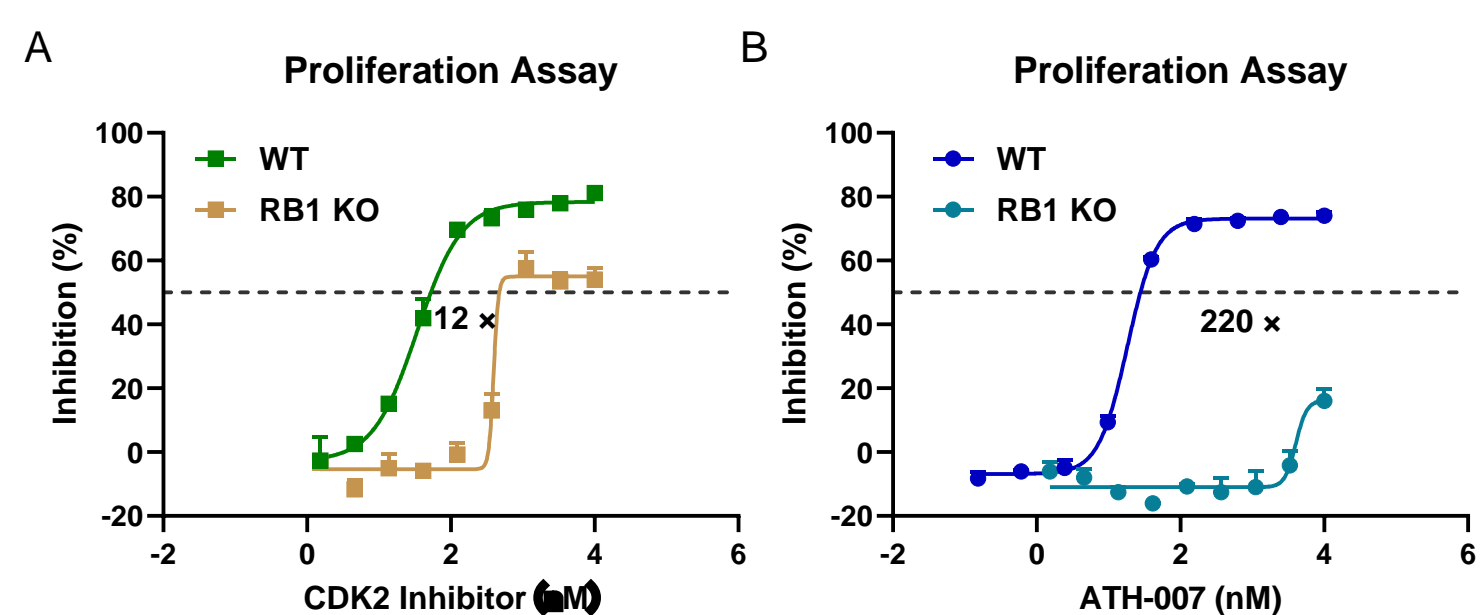 A
Proliferation Assay
100
80
60
40
20
0
-20
Inhibition (%)
WT
RB1 KO
12 ×
-2
0
2
4
6
CDK2 Inhibitor
B
Proliferation Assay
100
80
60
40
20
0
-20
Inhibition (%)
WT
RB1 KO
220 ×
-2
0
2
4
6
ATH-007 (nM)